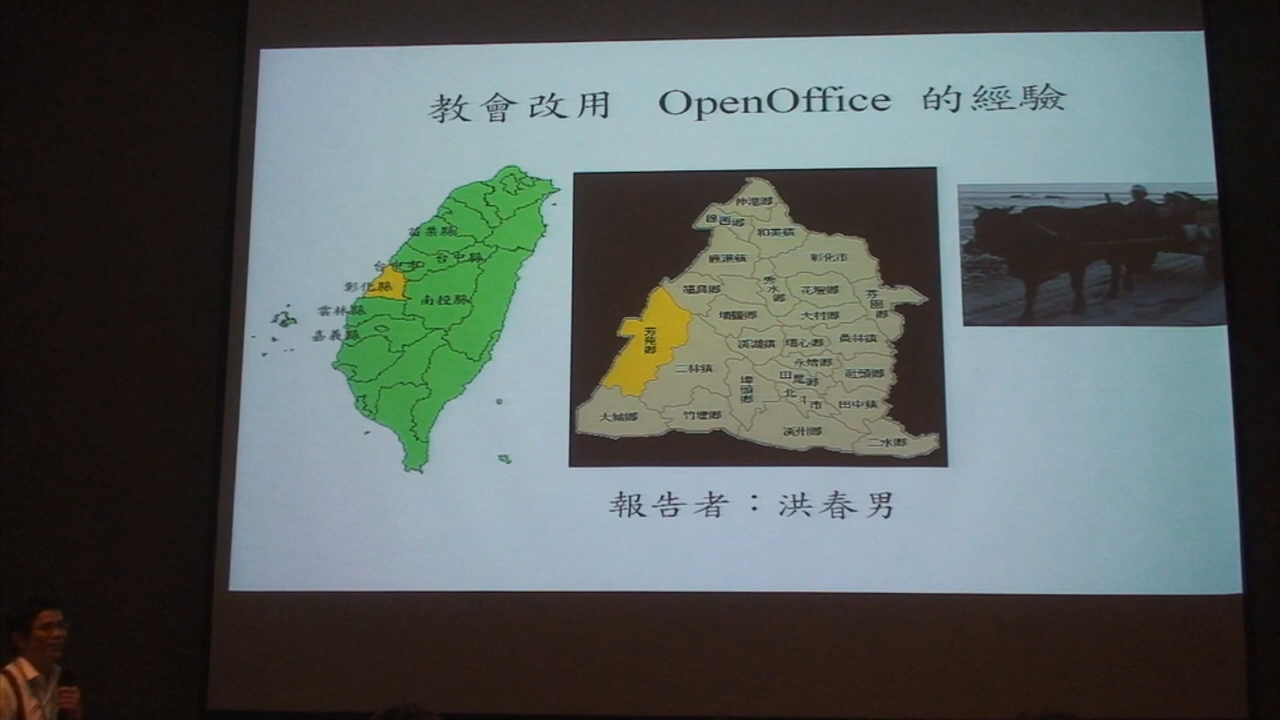 教會改用 OpenOffice 的經驗
苗栗縣
台中市
台中縣
彰化縣
南投縣
雲林縣
嘉義縣
伸港鄉
線西鄉
和美鎮
鹿港鎮
彰化市
福興鄉
秀水鄉
花壇鄉
芬園鄉
埔鹽鄉
大村鄉
芳苑鄉
溪湖鎮
埔心鄉
員林鎮
永靖鄉
二林鎮
田尾鄉
社頭鄉
埤頭鄉
北斗市
田中鎮
大城鄉
竹塘鄉
溪州鄉
二水鄉
報告者：洪春男